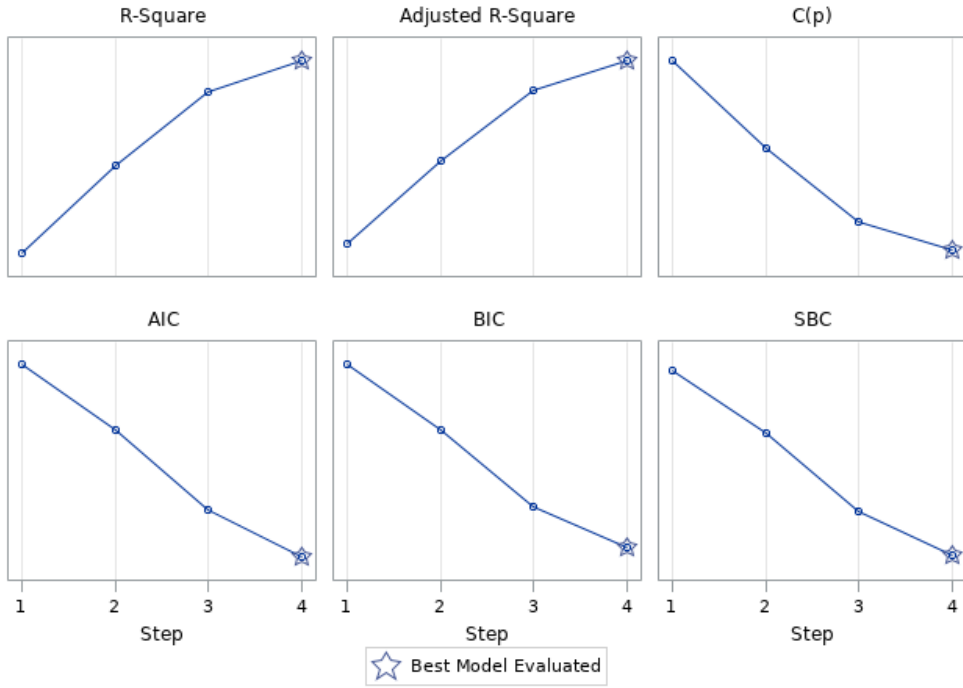 R-Square
Adjusted R-Square
C(p)
AIC
BIC
SBC
1 2 3 4
1 2 3 4
1 2 3 4
Step
Step
Step
Best Model Evaluated